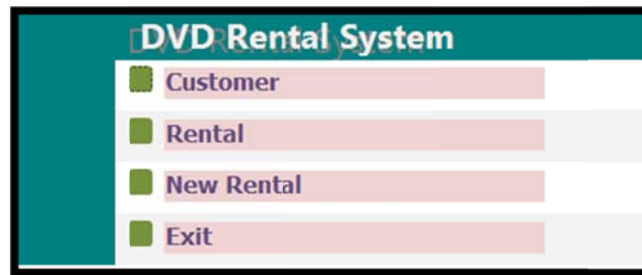 DVD Rental System
Customer
Rental
New Rental
Exit